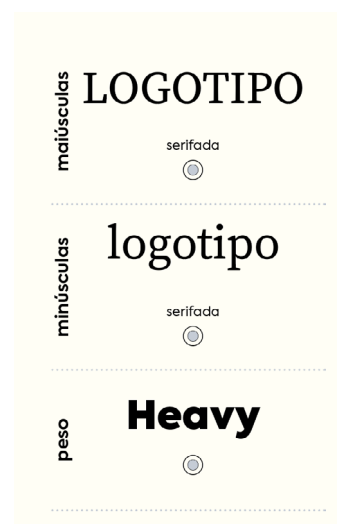 maiúsculas
LOGOTIPO
serifada
minúsculas
logotipo
serifada
peso
Heavy